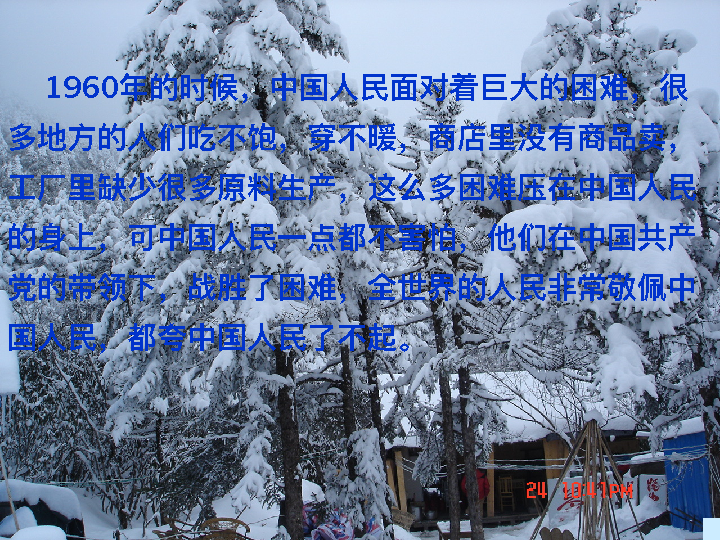 1960年的时候，中国人民面对着巨大的困难，很
多地方的人们吃不饱，穿不暖，商店里没有商品卖，
工厂里缺少很多原料生产，这么多困难压在中国人民
的身上，可中国人民一点都不害怕，他们在中国共产
党的带领下，战胜了困难，全世界的人民非常敬佩中
国人民，都夸中国人民了不起。
24 10:47PM